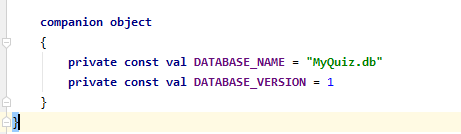 companion object
{
private const val DATABASE_NAME = "MyQuiz.db"
private const val DATABASE_VERSION = 1
}
}